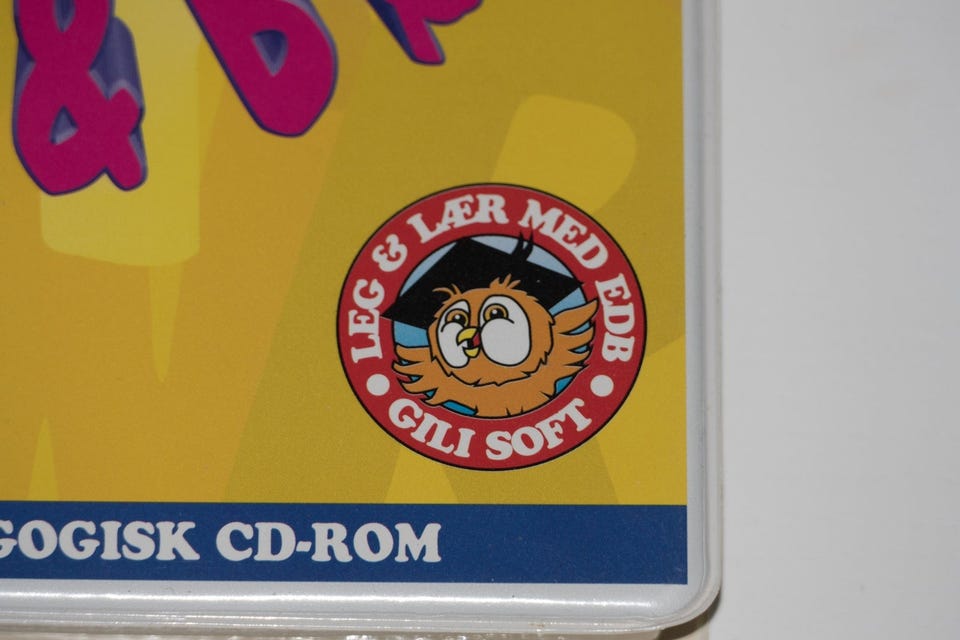 &
LEG & LÆR MED EDB
GILI SOFT
GOGISK CD-ROM